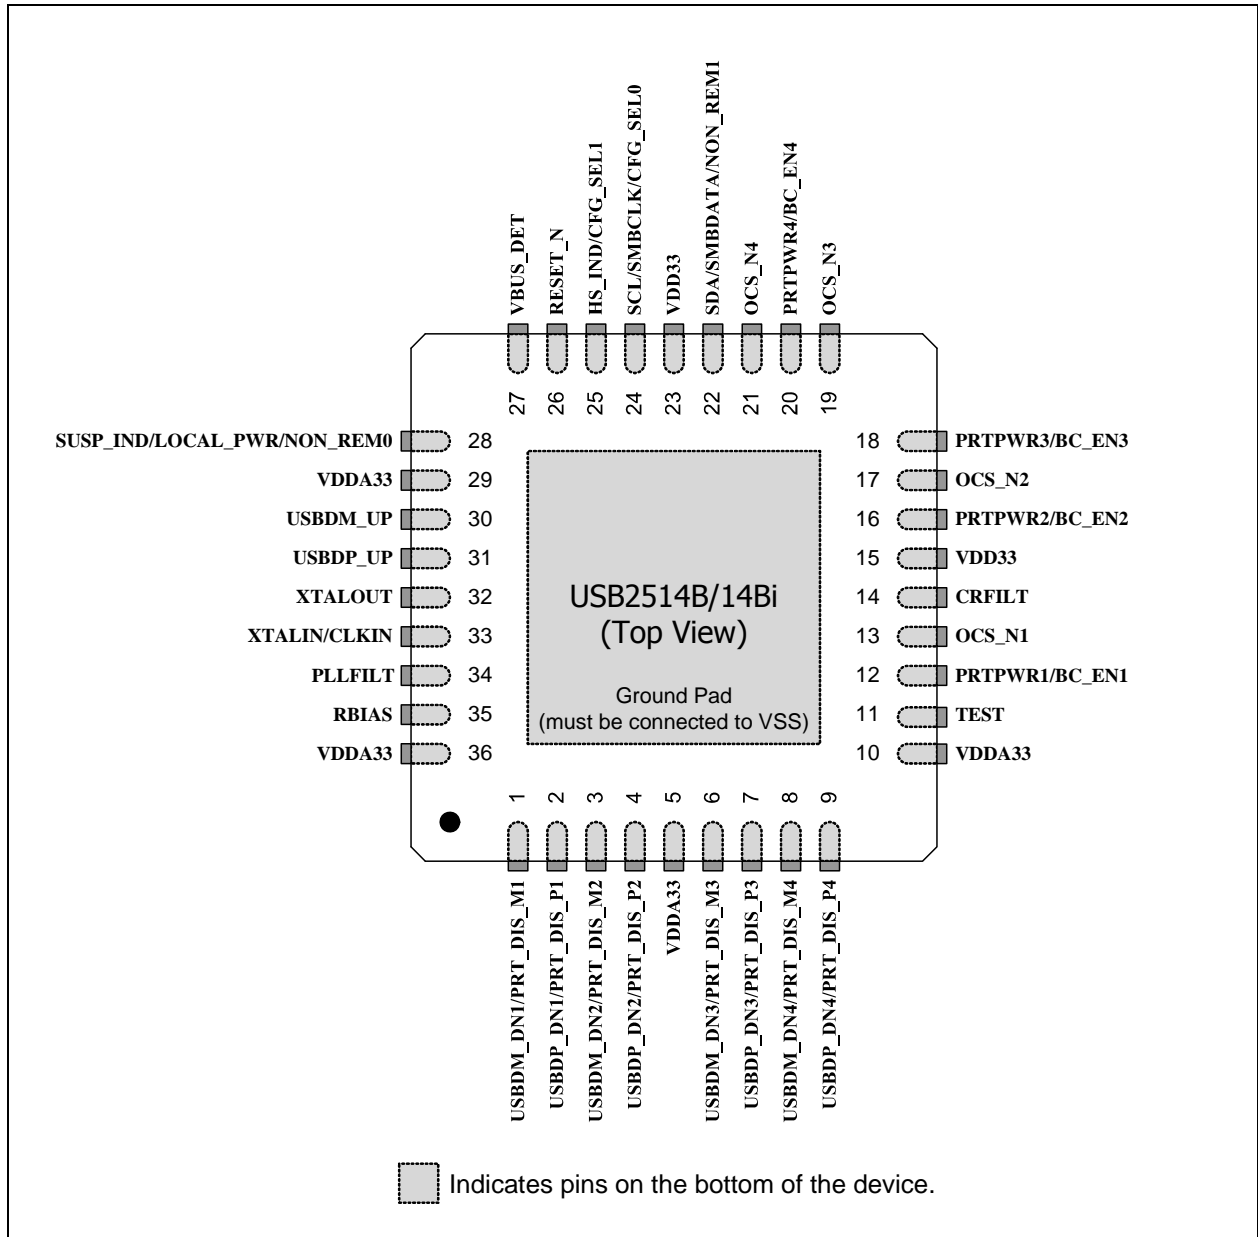 VBUS_DET
RESET_N
HS_IND/CFG_SEL1
SCL/SMBCLK/CFG_SEL0
VDD33
SDA/SMBDATA/NON_REM1
OCS_N4
PRTPWR4/BC_EN4
OCS_N3
27
26
25
24
23
22
21
20
19
SUSP_IND/LOCAL_PWR/NON_REM0 28
VDDA33 29
USBDM_UP 30
USBDP_UP 31
XTALOUT 32
XTALIN/CLKIN 33
PLLFILT 34
RBIAS 35
VDDA33 36
USB2514B/14Bi
(Top View)
Ground Pad
(must be connected to VSS)
18 PRTPWR3/BC_EN3
17 OCS_N2
16 PRTPWR2/BC_EN2
15 VDD33
14 CRFILT
13 OCS_N1
12 PRTPWR1/BC_EN1
11 TEST
10 VDDA33
1
2
3
4
5
6
7
8
9
USBDM_DN1/PRT_DIS_M1
USBDP_DN1/PRT_DIS_P1
USBDM_DN2/PRT_DIS_M2
USBDP_DN2/PRT_DIS_P2
VDDA33
USBDM_DN3/PRT_DIS_M3
USBDP_DN3/PRT_DIS_P3
USBDM_DN4/PRT_DIS_M4
USBDP_DN4/PRT_DIS_P4
Indicates pins on the bottom of the device.